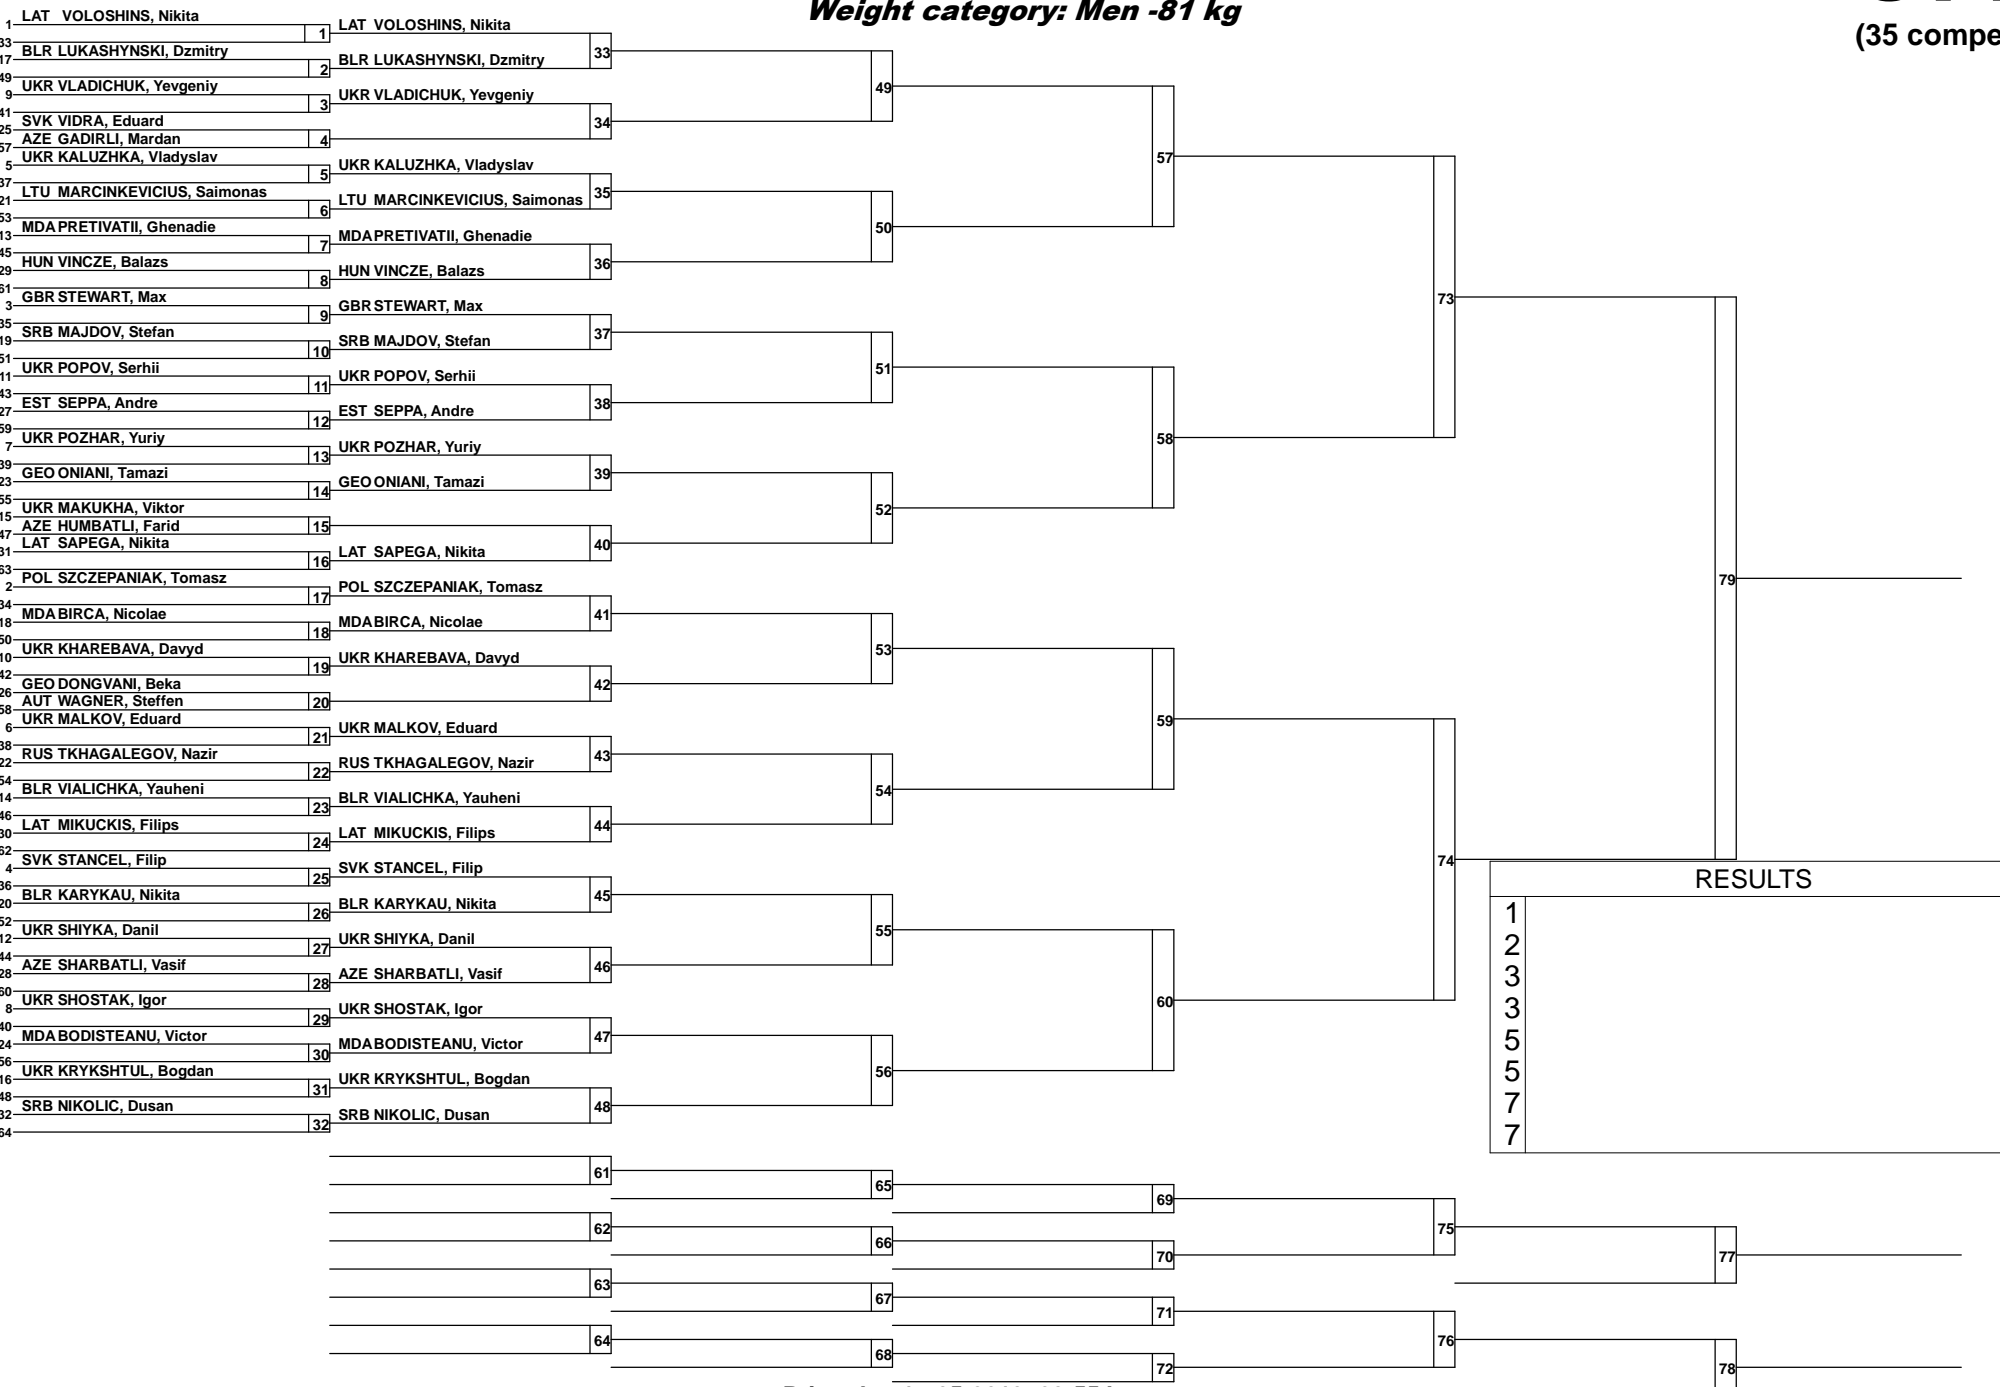 Weight category: Men -81 kg
(35 compe
1 LAT VOLOSHINS, Nikita
33
1
17 BLR LUKASHYNSKI, Dzmitry
49
2
9 UKR VLADICHUK, Yevgeniy
41
3
25 SVK VIDRA, Eduard
57 AZE GADIRLI, Mardan
4
5 UKR KALUZHKA, Vladyslav
37
5
21 LTU MARCINKEVICIUS, Saimonas
53
6
13 MDA PRETIVATII, Ghenadie
45
7
29 HUN VINCZE, Balazs
61
8
3 GBR STEWART, Max
35
9
19 SRB MAJDOV, Stefan
51
10
11 UKR POPOV, Serhii
43
11
27 EST SEPPA, Andre
59
12
7 UKR POZHAR, Yuriy
39
13
23 GEO ONIANI, Tamazi
55
14
15 UKR MAKUKHA, Viktor
47 AZE HUMBATLI, Farid
15
31 LAT SAPEGA, Nikita
63
16
2 POL SZCZEPANIAK, Tomasz
34
17
18 MDA BIRCA, Nicolae
50
18
10 UKR KHAREBAVA, Davyd
42
19
26 GEO DONGVANI, Beka
58 AUT WAGNER, Steffen
20
6 UKR MALKOV, Eduard
38
21
22 RUS TKHAGALEGOV, Nazir
54
22
14 BLR VIALICHKA, Yauheni
46
23
30 LAT MIKUCKIS, Filips
62
24
4 SVK STANCEL, Filip
36
25
20 BLR KARYKAU, Nikita
52
26
12 UKR SHIYKA, Danil
44
27
28 AZE SHARBATLI, Vasif
60
28
8 UKR SHOSTAK, Igor
40
29
24 MDA BODISTEANU, Victor
56
30
16 UKR KRYKSHTUL, Bogdan
48
31
32 SRB NIKOLIC, Dusan
64
32
LAT VOLOSHINS, Nikita
33
BLR LUKASHYNSKI, Dzmitry
UKR VLADICHUK, Yevgeniy
34
UKR KALUZHKA, Vladyslav
35
LTU MARCINKEVICIUS, Saimonas
MDA PRETIVATII, Ghenadie
36
HUN VINCZE, Balazs
GBR STEWART, Max
37
SRB MAJDOV, Stefan
UKR POPOV, Serhii
38
EST SEPPA, Andre
UKR POZHAR, Yuriy
39
GEO ONIANI, Tamazi
40
LAT SAPEGA, Nikita
POL SZCZEPANIAK, Tomasz
41
MDA BIRCA, Nicolae
UKR KHAREBAVA, Davyd
42
UKR MALKOV, Eduard
43
RUS TKHAGALEGOV, Nazir
BLR VIALICHKA, Yauheni
44
LAT MIKUCKIS, Filips
SVK STANCEL, Filip
45
BLR KARYKAU, Nikita
UKR SHIYKA, Danil
46
AZE SHARBATLI, Vasif
UKR SHOSTAK, Igor
47
MDA BODISTEANU, Victor
UKR KRYKSHTUL, Bogdan
48
SRB NIKOLIC, Dusan
49
50
51
52
53
54
55
56
57
58
59
60
73
74
79
RESULTS
1
2
3
3
5
5
7
7
61
62
63
64
65
66
67
68
69
70
71
72
75
76
77
78